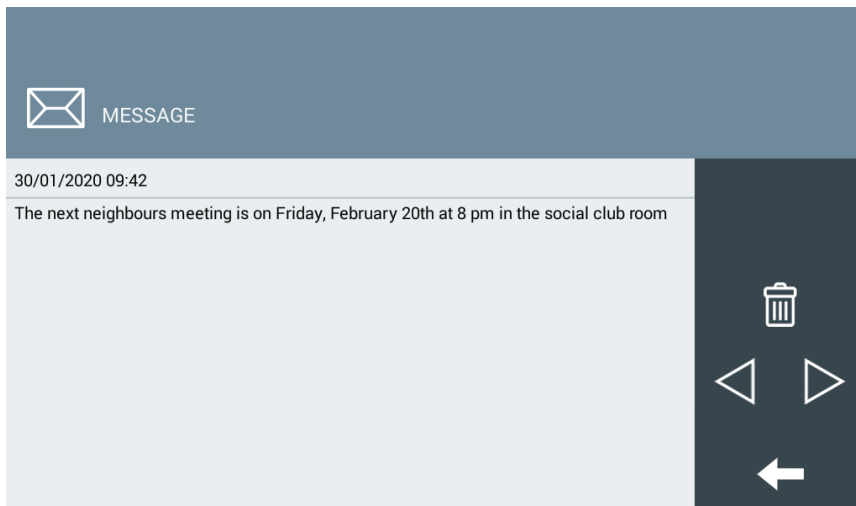 MESSAGE
30/01/2020 09:42
The next neighbours meeting is on Friday, February 20th at 8 pm in the social club room